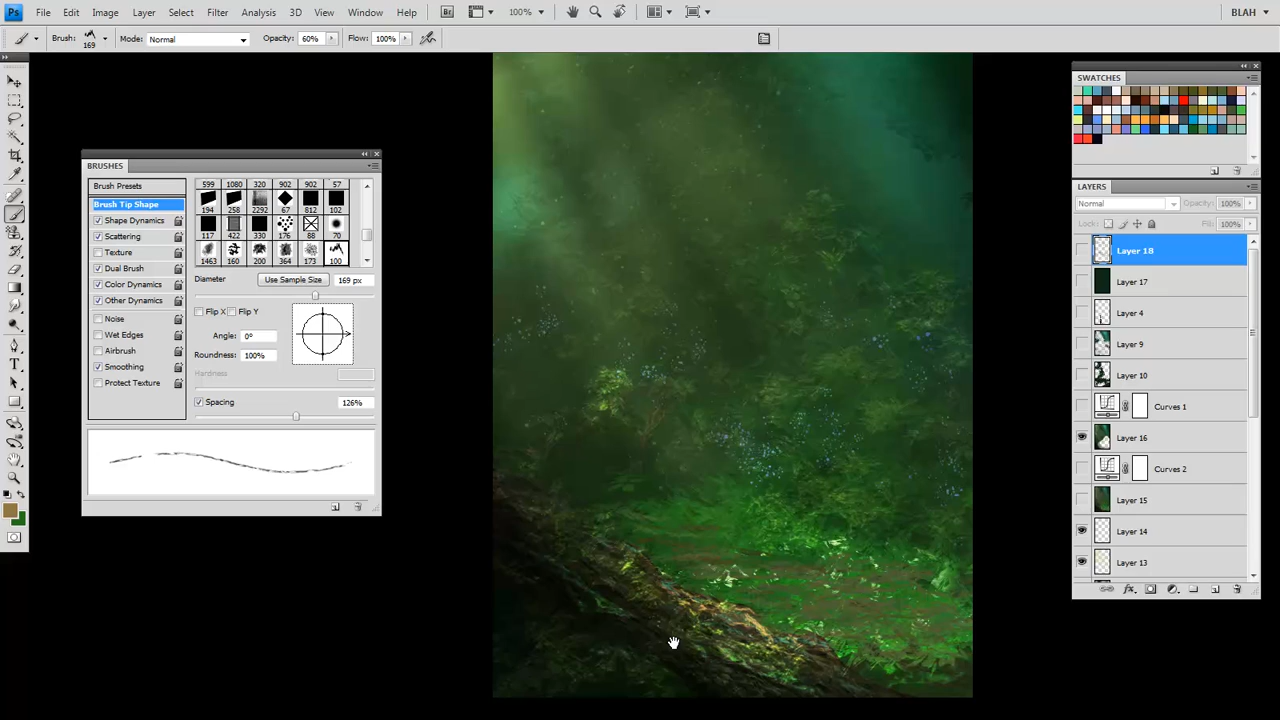 Ps File Edit Image Layer Select Filter Analysis 3D View Window Help Br 100% BLAH
Brush: 169 Mode: Normal Opacity: 60% Flow: 100%
BRUSHES
Brush Presets
Brush Tip Shape
Shape Dynamics
Scattering
Texture
Dual Brush
Color Dynamics
Other Dynamics
Noise
Wet Edges
Airbrush
Smoothing
Protect Texture
599 1080 320 902 902 57
194 258 2292 67 812 102
117 422 330 176 88 70
1463 160 200 364 173 100
Diameter Use Sample Size 169 px
Flip X Flip Y
Angle: 0°
Roundness: 100%
Hardness
Spacing 126%
SWATCHES
LAYERS
Normal Opacity: 100%
Lock: Fill: 100%
Layer 18
Layer 17
Layer 4
Layer 9
Layer 10
Curves 1
Layer 16
Curves 2
Layer 15
Layer 14
Layer 13
fx